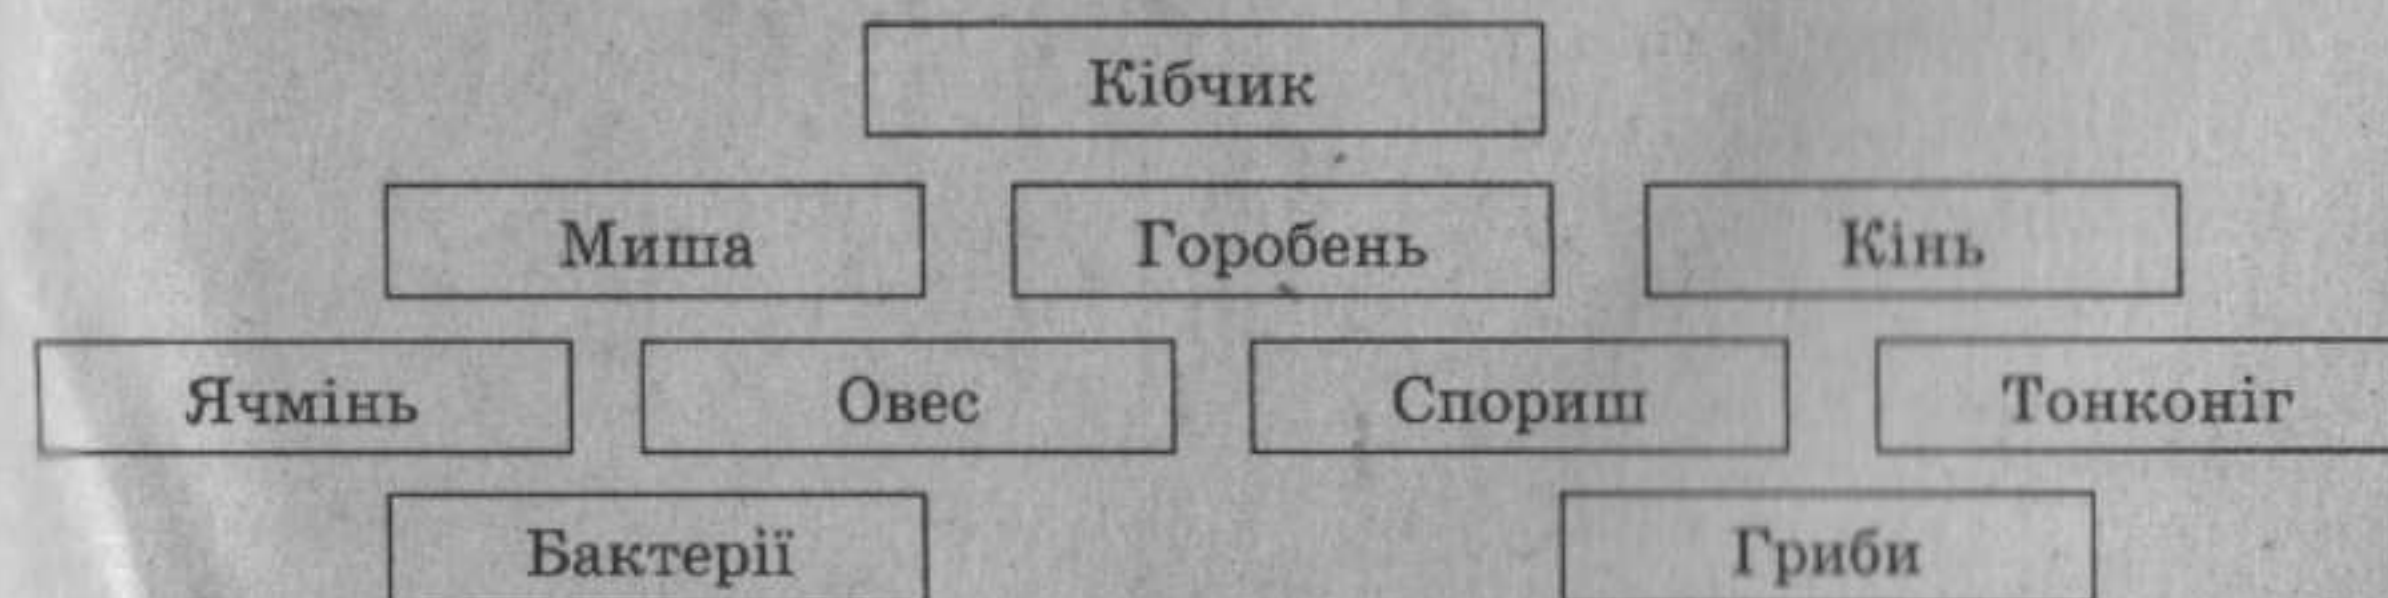 Кібчик
Миша Горобень Кінь
Ячмінь Овес Спориш Тонконіг
Бактерії Гриби